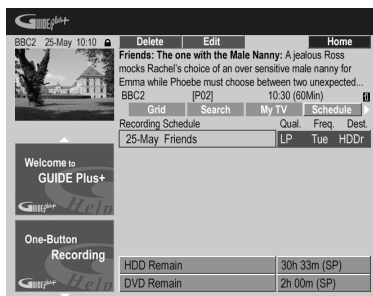 GUIDE Plus+
BBC2 25-May 10:10
Delete Edit Home
Friends: The one with the Male Nanny: A jealous Ross
mocks Rachel's choice of an over sensitive male nanny for
Emma while Phoebe must choose between two unexpected...
BBC2 [P02] 10:30 (60Min)
Grid Search My TV Schedule
Recording Schedule Qual. Freq. Dest.
25-May Friends LP Tue HDDr
Welcome to
GUIDE Plus+
GUIDE Plus+ Help
One-Button
Recording
GUIDE Plus+ Help
HDD Remain 30h 33m (SP)
DVD Remain 2h 00m (SP)